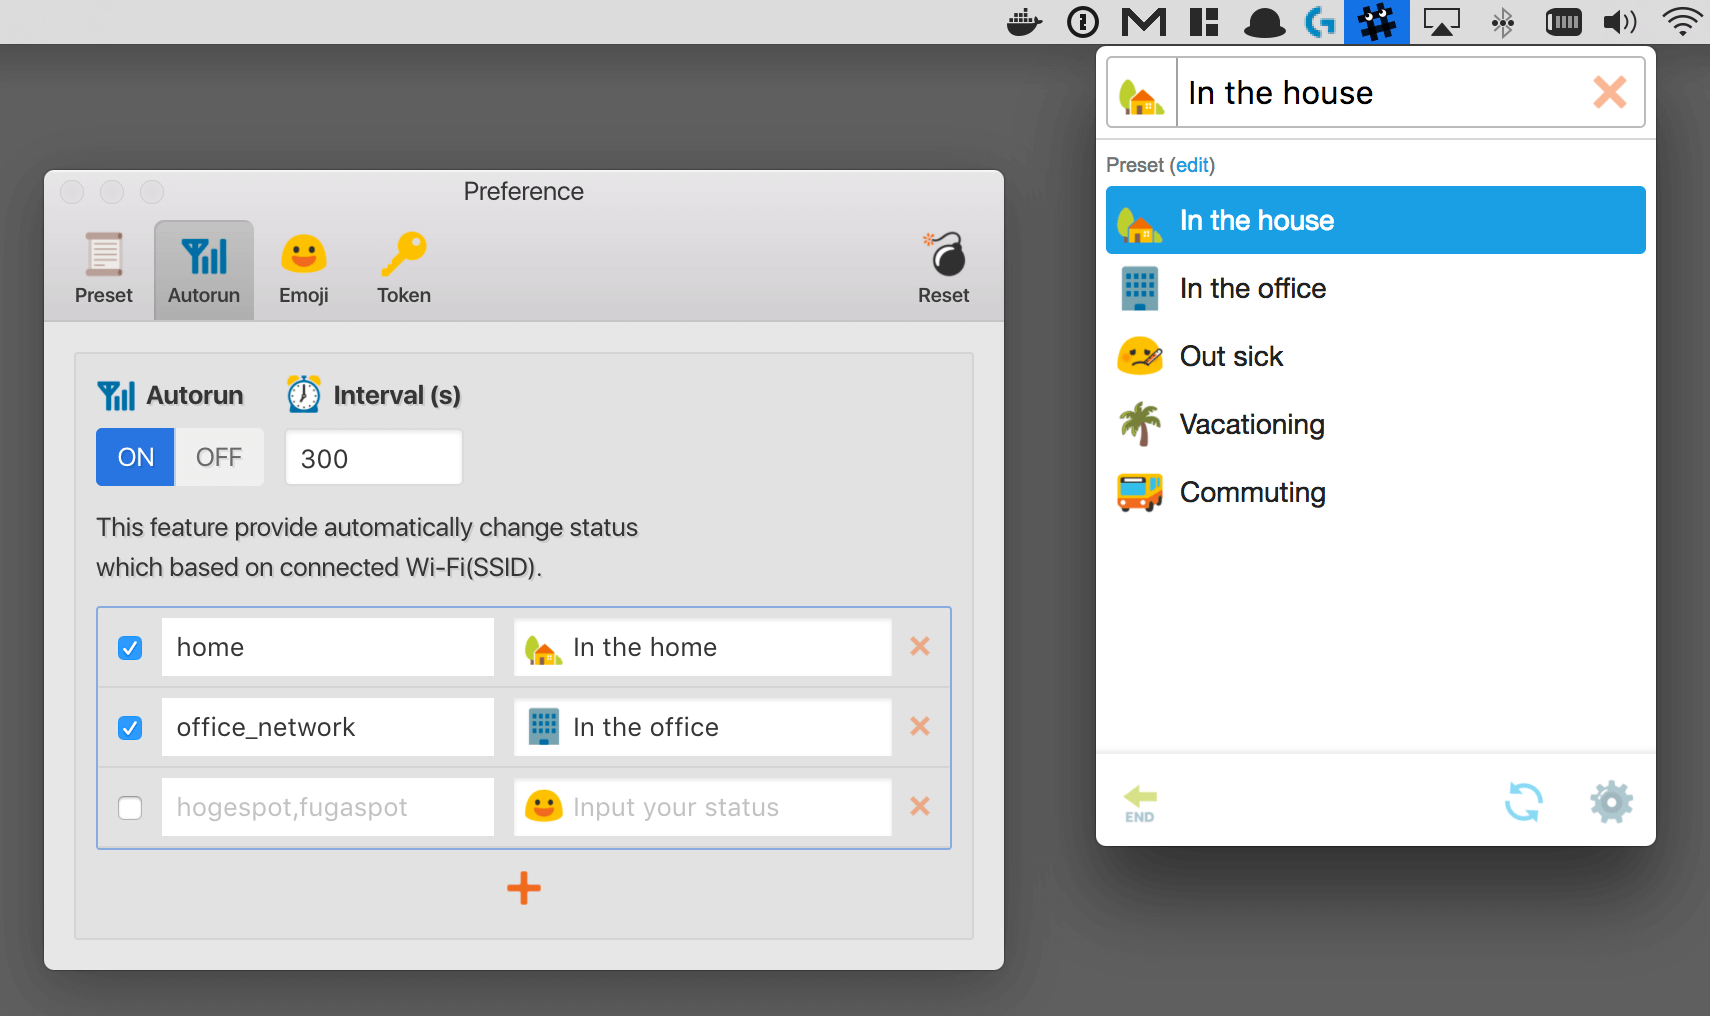 In the house
Preset (edit)
In the house
In the office
Out sick
Vacationing
Commuting
END
Preference
Preset
Autorun
Emoji
Token
Reset
Autorun
Interval (s)
ON
OFF
300
This feature provide automatically change status
which based on connected Wi-Fi(SSID).
home
In the home
office_network
In the office
hogespot,fugaspot
Input your status